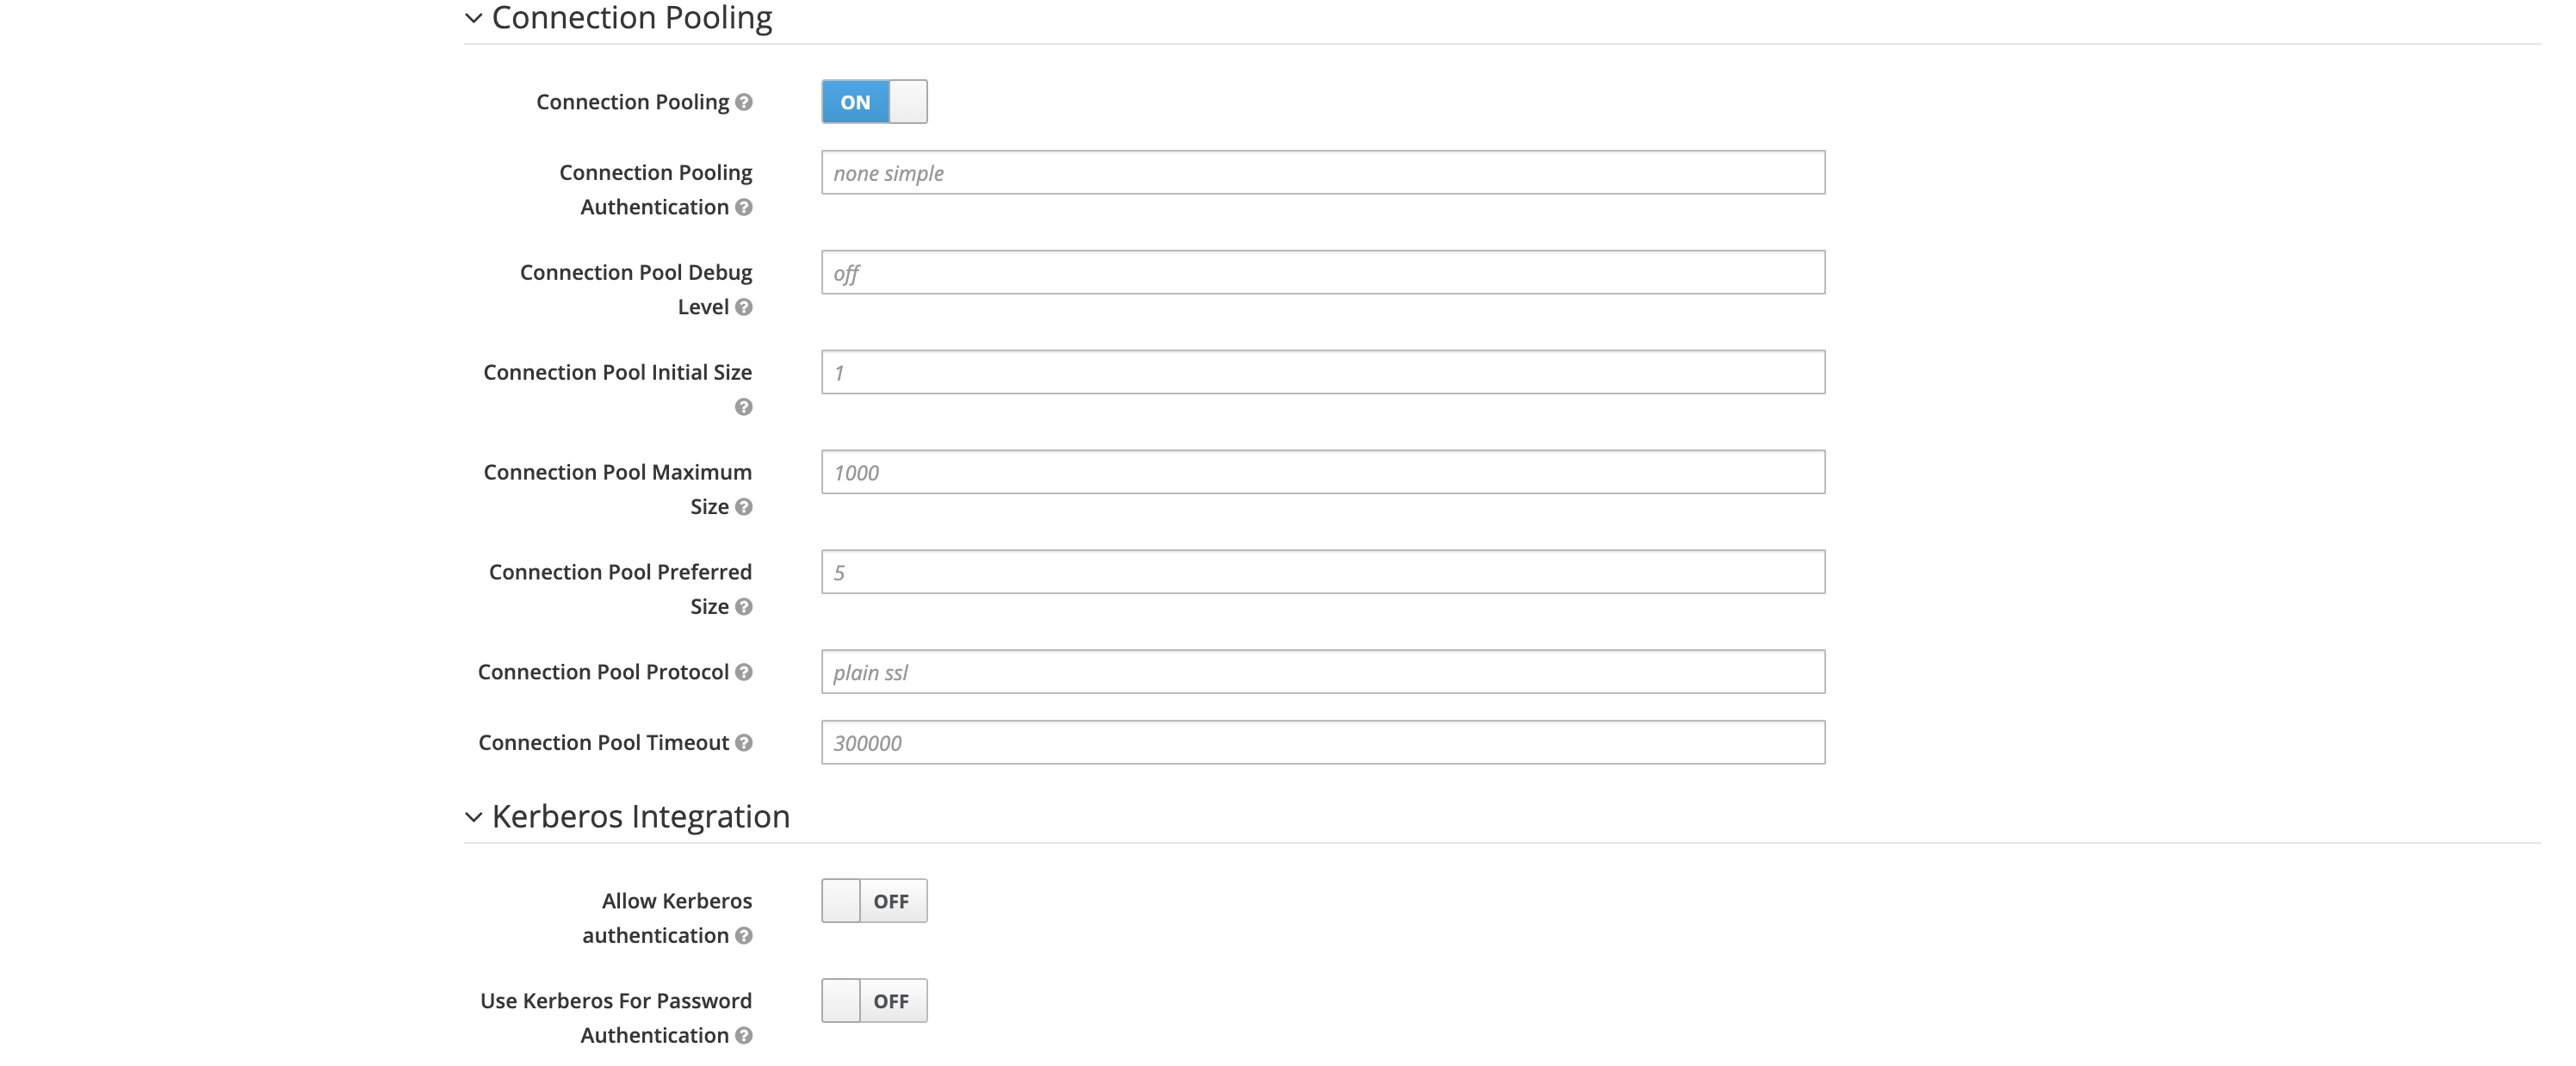 Connection Pooling
Connection Pooling
ON
Connection Pooling
Authentication
none simple
Connection Pool Debug
Level
off
Connection Pool Initial Size
1
Connection Pool Maximum
Size
1000
Connection Pool Preferred
Size
5
Connection Pool Protocol
plain ssl
Connection Pool Timeout
300000
Kerberos Integration
Allow Kerberos
authentication
OFF
Use Kerberos For Password
Authentication
OFF